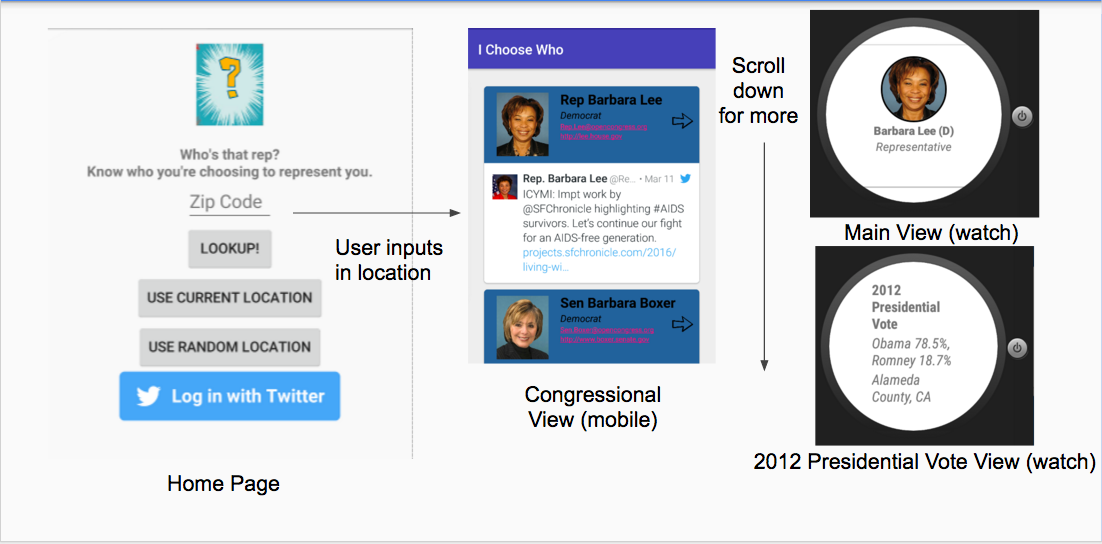 ?
Who's that rep?
Know who you're choosing to represent you.
Zip Code
LOOKUP!
USE CURRENT LOCATION
USE RANDOM LOCATION
Log in with Twitter
Home Page
User inputs
in location
I Choose Who
Rep Barbara Lee
Democrat
Rep. Barbara Lee @Re... • Mar 11
ICYMI: Impt work by
@SFChronicle highlighting #AIDS
survivors. Let's continue our fight
for an AIDS-free generation.
projects.sfchronicle.com/2016/
living-wi...
Sen Barbara Boxer
Democrat
Congressional
View (mobile)
Scroll
down
for more
Barbara Lee (D)
Representative
Main View (watch)
2012
Presidential
Vote
Obama 78.5%,
Romney 18.7%
Alameda
County, CA
2012 Presidential Vote View (watch)